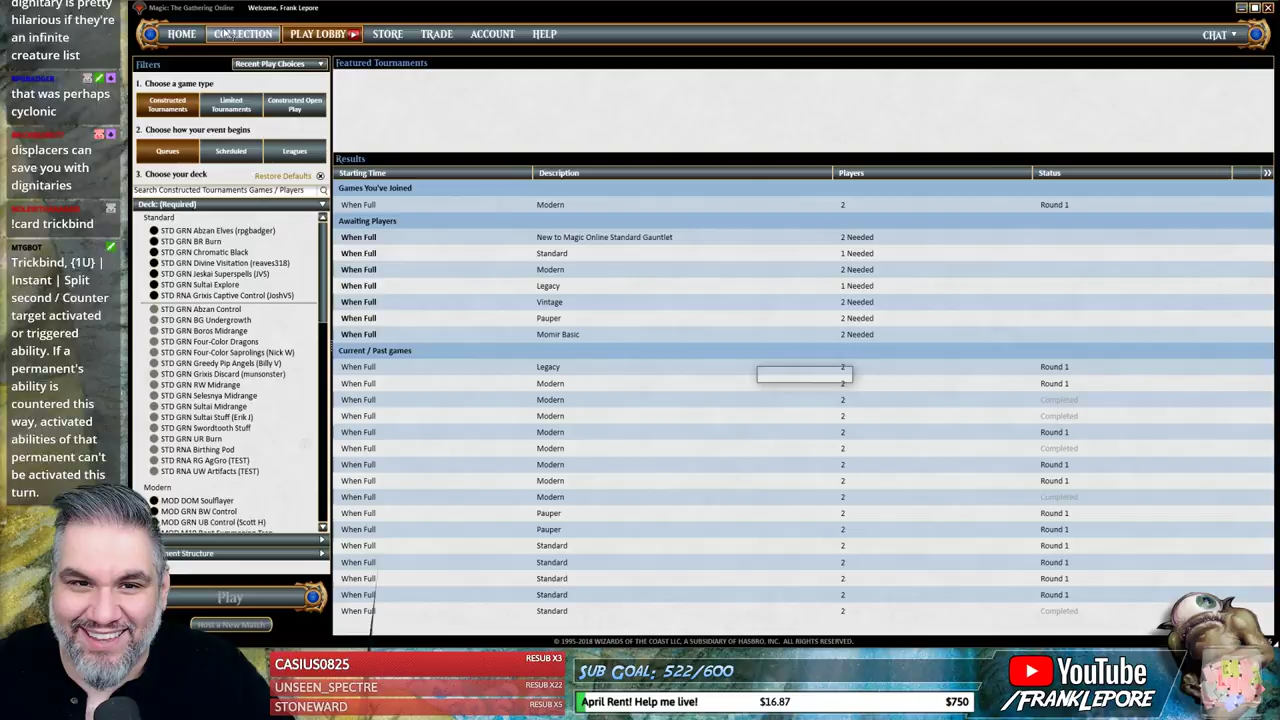 dignitary is pretty
hilarious if they're
an infinite
creature list
that was perhaps
cyclonic
displacers can
save you with
dignitaries
!card trickbind
MTGBOT
Trickbind, {1U} |
Instant | Split
second / Counter
target activated
or triggered
ability. If a
permanent's
ability is
countered this
way, activated
abilities of that
permanent can't
be activated this
turn.
Magic: The Gathering Online
Welcome, Frank Lepore
HOME
COLLECTION
PLAY LOBBY
STORE
TRADE
ACCOUNT
HELP
CHAT
Filters
Recent Play Choices
1. Choose a game type
Constructed Tournaments
Limited Tournaments
Constructed Open Play
2. Choose how your event begins
Queues
Scheduled
Leagues
3. Choose your deck
Restore Defaults
Search Constructed Tournaments Games / Players
Deck: (Required)
Standard
STD GRN Abzan Elves (rpgbadger)
STD GRN BR Burn
STD GRN Chromatic Black
STD GRN Divine Visitation (reaves318)
STD GRN Jeskai Superspells (JVS)
STD GRN Sultai Explore
STD RNA Grixis Captive Control (JoshVS)
STD GRN Abzan Control
STD GRN BG Undergrowth
STD GRN Boros Midrange
STD GRN Four-Color Dragons
STD GRN Four-Color Saprolings (Nick W)
STD GRN Greedy Pip Angels (Billy V)
STD GRN Grixis Discard (munsonster)
STD GRN RW Midrange
STD GRN Selesnya Midrange
STD GRN Sultai Midrange
STD GRN Sultai Stuff (Erik J)
STD GRN Swordtooth Stuff
STD GRN UR Burn
STD RNA Birthing Pod
STD RNA RG AgGro (TEST)
STD RNA UW Artifacts (TEST)
Modern
MOD DOM Soulflayer
MOD GRN BW Control
MOD GRN UB Control (Scott H)
ment Structure
Play
Host a New Match
Featured Tournaments
Results
Starting Time Description Players Status
Games You've Joined
When Full Modern 2 Round 1
Awaiting Players
When Full New to Magic Online Standard Gauntlet 2 Needed
When Full Standard 1 Needed
When Full Modern 2 Needed
When Full Legacy 1 Needed
When Full Vintage 2 Needed
When Full Pauper 2 Needed
When Full Momir Basic 2 Needed
Current / Past games
When Full Legacy 2 Round 1
When Full Modern 2 Round 1
When Full Modern 2 Completed
When Full Modern 2 Completed
When Full Modern 2 Round 1
When Full Modern 2 Completed
When Full Modern 2 Round 1
When Full Modern 2 Round 1
When Full Modern 2 Completed
When Full Pauper 2 Round 1
When Full Pauper 2 Round 1
When Full Standard 2 Round 1
When Full Standard 2 Round 1
When Full Standard 2 Round 1
When Full Standard 2 Round 1
When Full Standard 2 Completed
© 1995-2018 WIZARDS OF THE COAST LLC, A SUBSIDIARY OF HASBRO, INC. ALL RIGHTS RESERVED.
CASIUS0825 RESUB X3
UNSEEN_SPECTRE RESUB X22
STONEWARD RESUB X5
SUB GOAL: 522/600
April Rent! Help me live! $16.87 $750
YouTube
/FRANKLEPORE